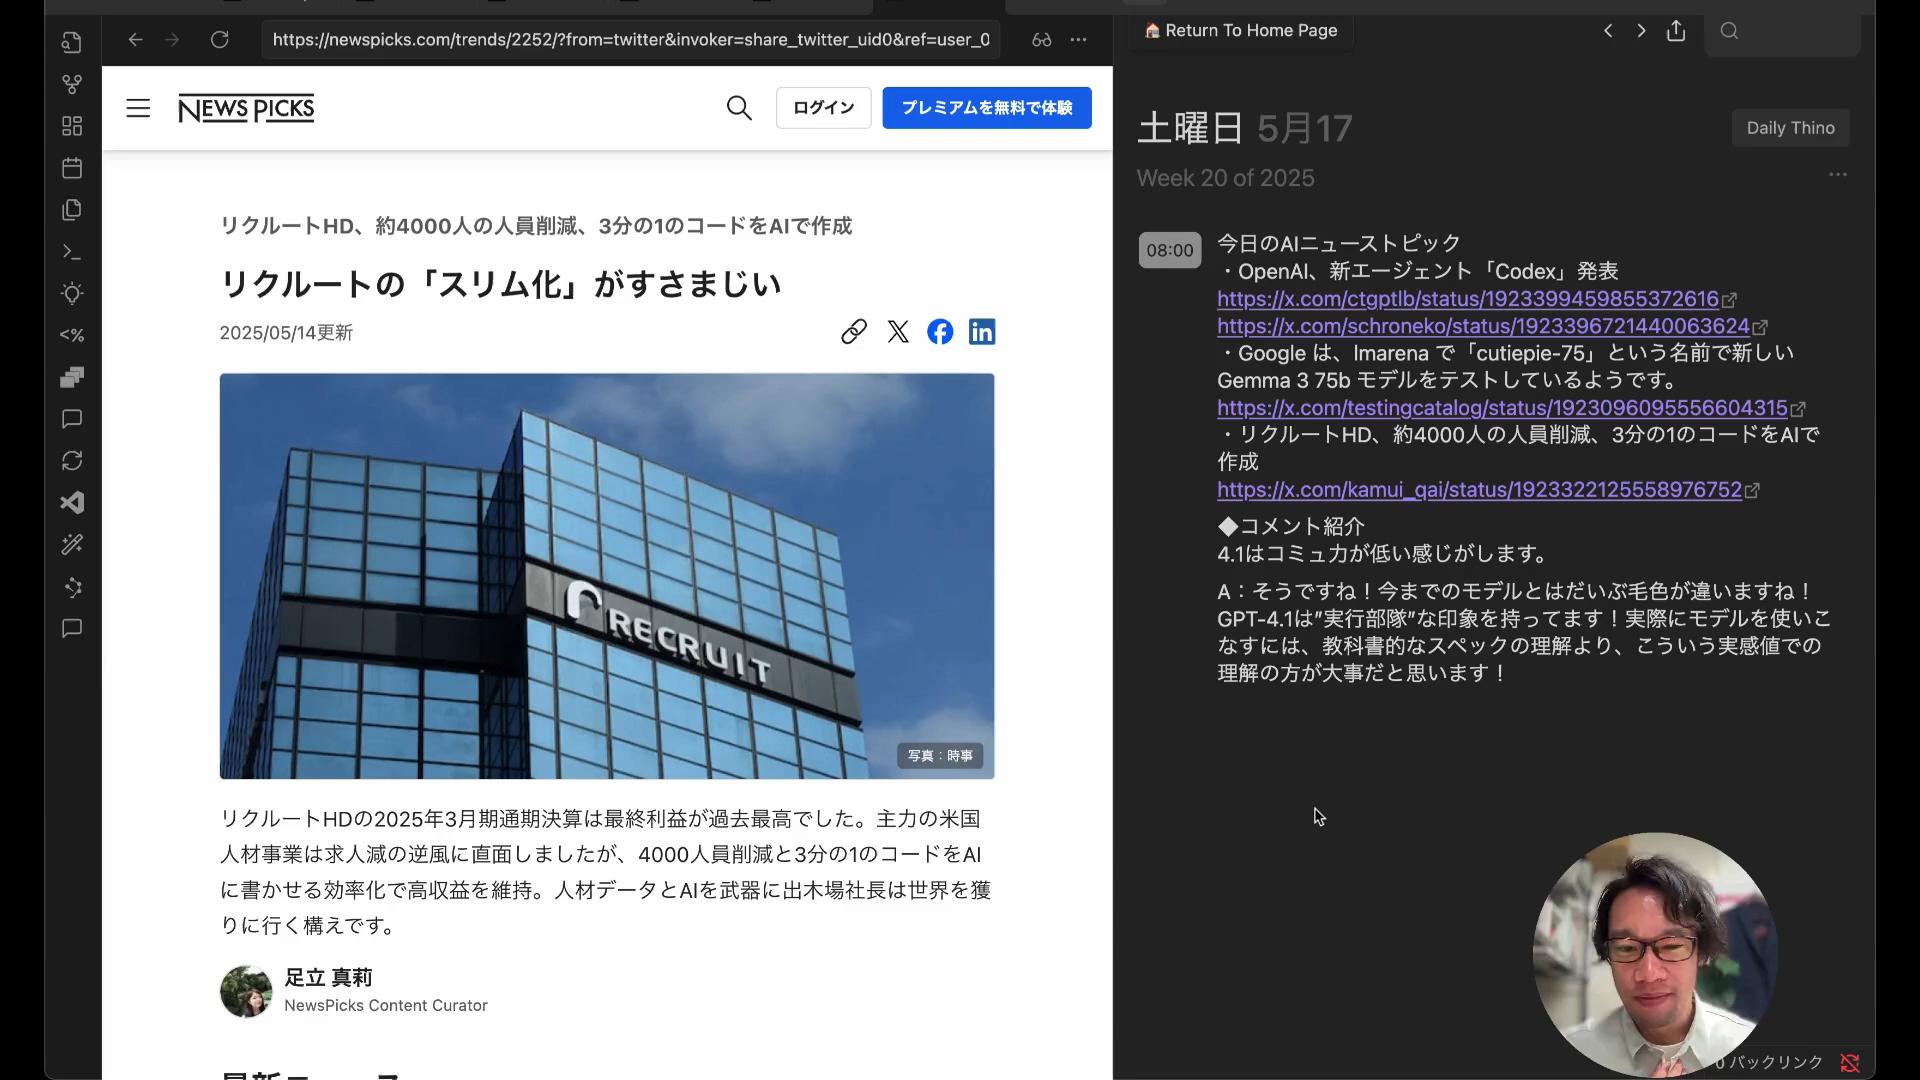 https://newspicks.com/trends/2252/?from=twitter&invoker=share_twitter_uid0&ref=user_0
NEWS PICKS
ログイン
プレミアムを無料で体験
リクルートHD、約4000人の人員削減、3分の1のコードをAIで作成
リクルートの「スリム化」がすさまじい
2025/05/14更新
RECRUIT
写真：時事
リクルートHDの2025年3月期通期決算は最終利益が過去最高でした。主力の米国
人材事業は求人減の逆風に直面しましたが、4000人員削減と3分の1のコードをAI
に書かせる効率化で高収益を維持。人材データとAIを武器に出木場社長は世界を獲
りに行く構えです。
足立 真莉
NewsPicks Content Curator
🏠 Return To Home Page
土曜日 5月17
Daily Thino
Week 20 of 2025
08:00
今日のAIニューストピック
・OpenAI、新エージェント「Codex」発表
https://x.com/ctgptlb/status/1923399459855372616
https://x.com/schroneko/status/1923396721440063624
・Google は、lmarena で「cutiepie-75」という名前で新しい
Gemma 3 75b モデルをテストしているようです。
https://x.com/testingcatalog/status/1923096095556604315
・リクルートHD、約4000人の人員削減、3分の1のコードをAIで
作成
https://x.com/kamui_qai/status/1923322125558976752
◆コメント紹介
4.1はコミュ力が低い感じがします。
A：そうですね！今までのモデルとはだいぶ毛色が違いますね！
GPT-4.1は”実行部隊”な印象を持ってます！実際にモデルを使いこ
なすには、教科書的なスペックの理解より、こういう実感値での
理解の方が大事だと思います！
0 バックリンク